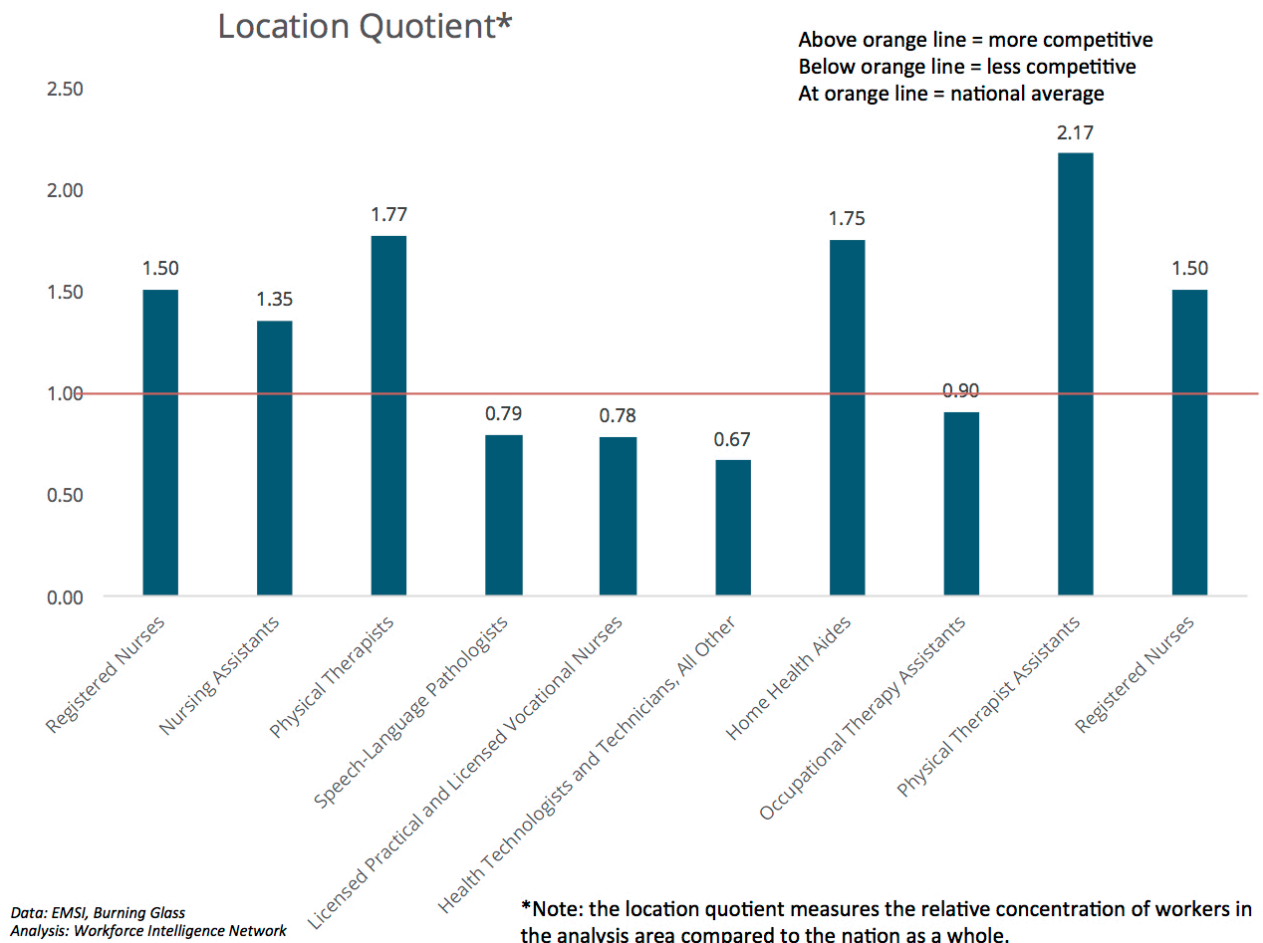 Location Quotient*
Above orange line = more competitive
Below orange line = less competitive
At orange line = national average
2.50
2.00
1.50
1.00
0.50
0.00
1.50
1.35
1.77
0.79
0.78
0.67
1.75
0.90
2.17
1.50
Registered Nurses
Nursing Assistants
Physical Therapists
Speech-Language Pathologists
Licensed Practical and Licensed Vocational Nurses
Health Technologists and Technicians, All Other
Home Health Aides
Occupational Therapy Assistants
Physical Therapist Assistants
Registered Nurses
Data: EMSI, Burning Glass
Analysis: Workforce Intelligence Network
*Note: the location quotient measures the relative concentration of workers in
the analysis area compared to the nation as a whole.